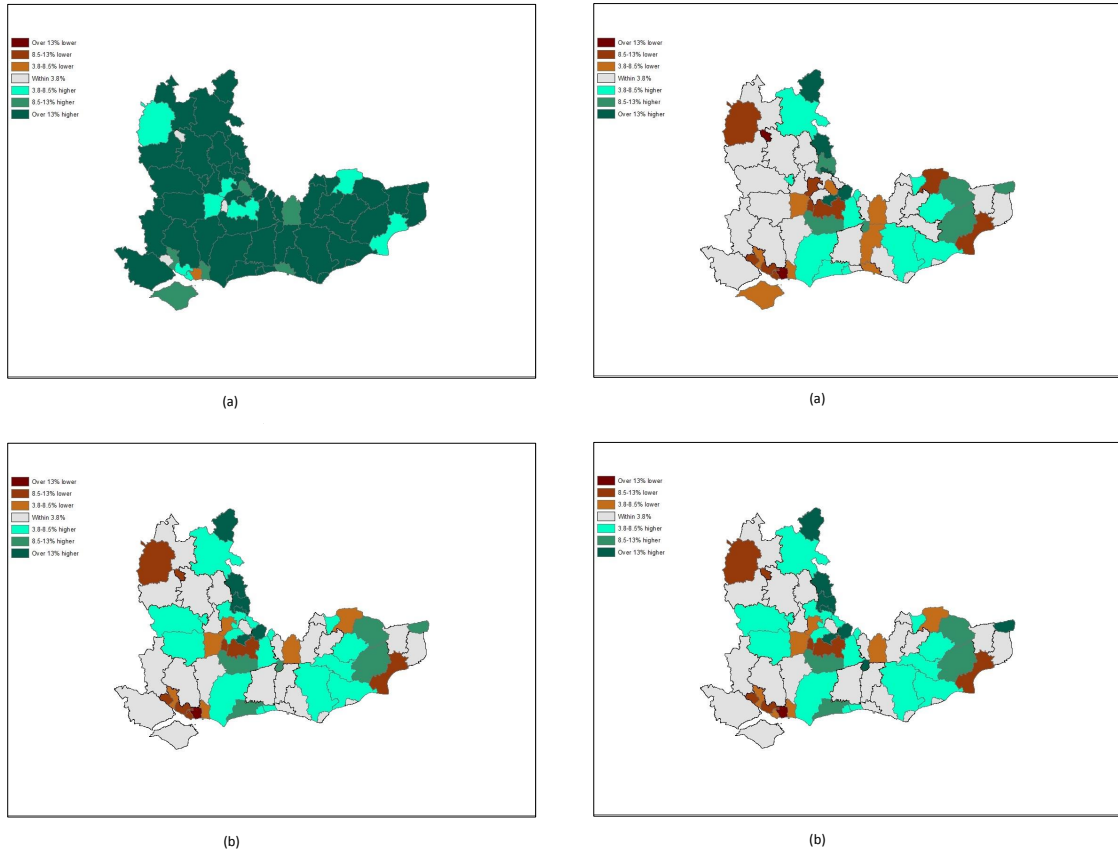 Over 13% lower
8.5-13% lower
3.8-8.5% lower
Within 3.8%
3.8-8.5% higher
8.5-13% higher
Over 13% higher
(a)
Over 13% lower
8.5-13% lower
3.8-8.5% lower
Within 3.8%
3.8-8.5% higher
8.5-13% higher
Over 13% higher
(a)
Over 13% lower
8.5-13% lower
3.8-8.5% lower
Within 3.8%
3.8-8.5% higher
8.5-13% higher
Over 13% higher
(b)
Over 13% lower
8.5-13% lower
3.8-8.5% lower
Within 3.8%
3.8-8.5% higher
8.5-13% higher
Over 13% higher
(b)